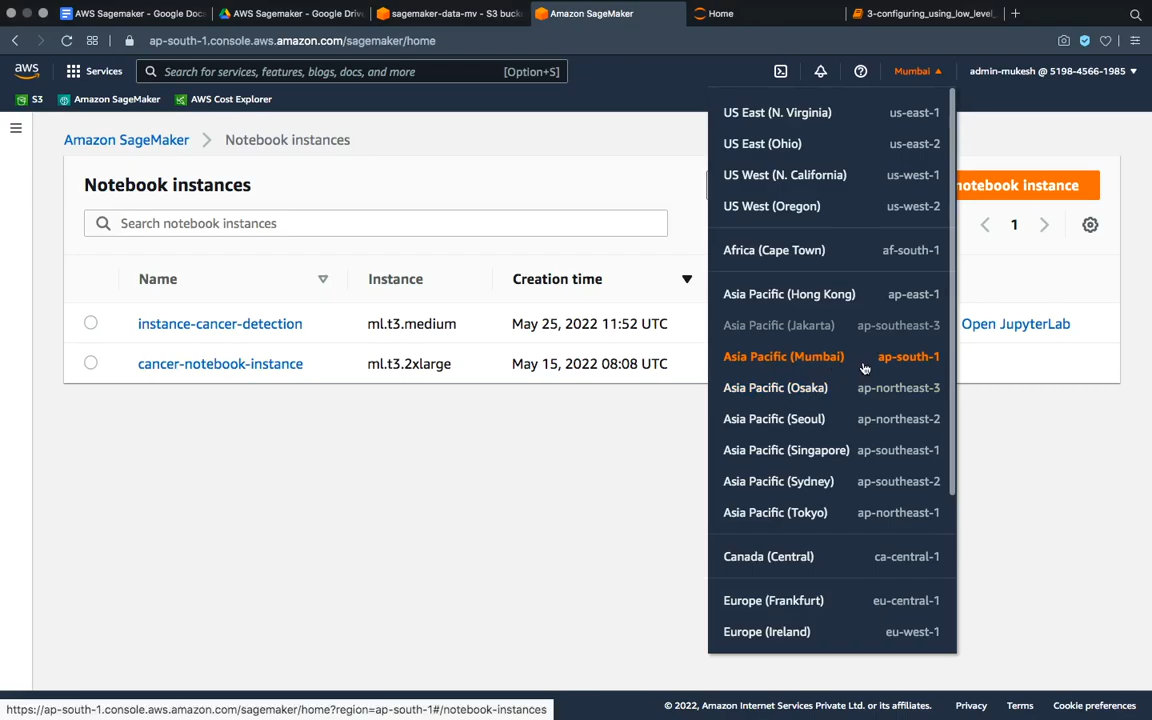 AWS Sagemaker - Google Doc
AWS Sagemaker - Google Driv
sagemaker-data-mv - S3 buck
Amazon SageMaker
Home
3-configuring_using_low_level_
ap-south-1.console.aws.amazon.com/sagemaker/home
aws
Services
Search for services, features, blogs, docs, and more
[Option+S]
Mumbai
admin-mukesh @ 5198-4566-1985
S3
Amazon SageMaker
AWS Cost Explorer
Amazon SageMaker
Notebook instances
Notebook instances
notebook instance
Search notebook instances
1
Name
Instance
Creation time
instance-cancer-detection
ml.t3.medium
May 25, 2022 11:52 UTC
Open JupyterLab
cancer-notebook-instance
ml.t3.2xlarge
May 15, 2022 08:08 UTC
US East (N. Virginia) us-east-1
US East (Ohio) us-east-2
US West (N. California) us-west-1
US West (Oregon) us-west-2
Africa (Cape Town) af-south-1
Asia Pacific (Hong Kong) ap-east-1
Asia Pacific (Jakarta) ap-southeast-3
Asia Pacific (Mumbai) ap-south-1
Asia Pacific (Osaka) ap-northeast-3
Asia Pacific (Seoul) ap-northeast-2
Asia Pacific (Singapore) ap-southeast-1
Asia Pacific (Sydney) ap-southeast-2
Asia Pacific (Tokyo) ap-northeast-1
Canada (Central) ca-central-1
Europe (Frankfurt) eu-central-1
Europe (Ireland) eu-west-1
https://ap-south-1.console.aws.amazon.com/sagemaker/home?region=ap-south-1#/notebook-instances
© 2022, Amazon Internet Services Private Ltd. or its affiliates.
Privacy
Terms
Cookie preferences